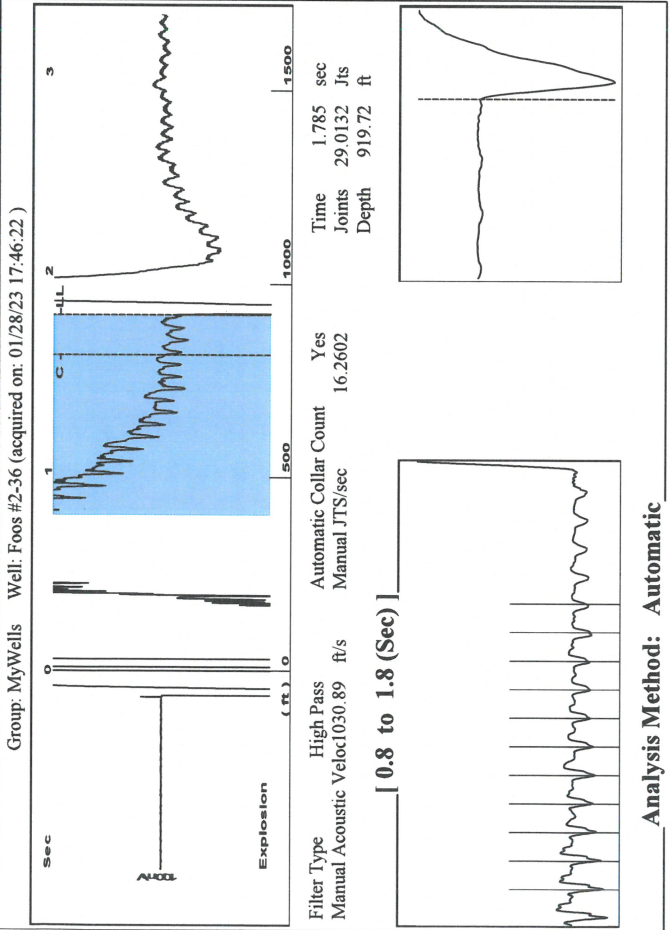 Group: MyWells Well: Foos #2-36 (acquired on: 01/28/23 17:46:22 )
Sec 0 1 C 2 LL 3
Explosion
( ft ) 0 500 1000 1500
Filter Type High Pass Automatic Collar Count Yes Time 1.785 sec
Manual Acoustic Veloc1030.89 ft/s Manual JTS/sec 16.2602 Joints 29.0132 Jts
Depth 919.72 ft
[ 0.8 to 1.8 (Sec) ]
Analysis Method: Automatic